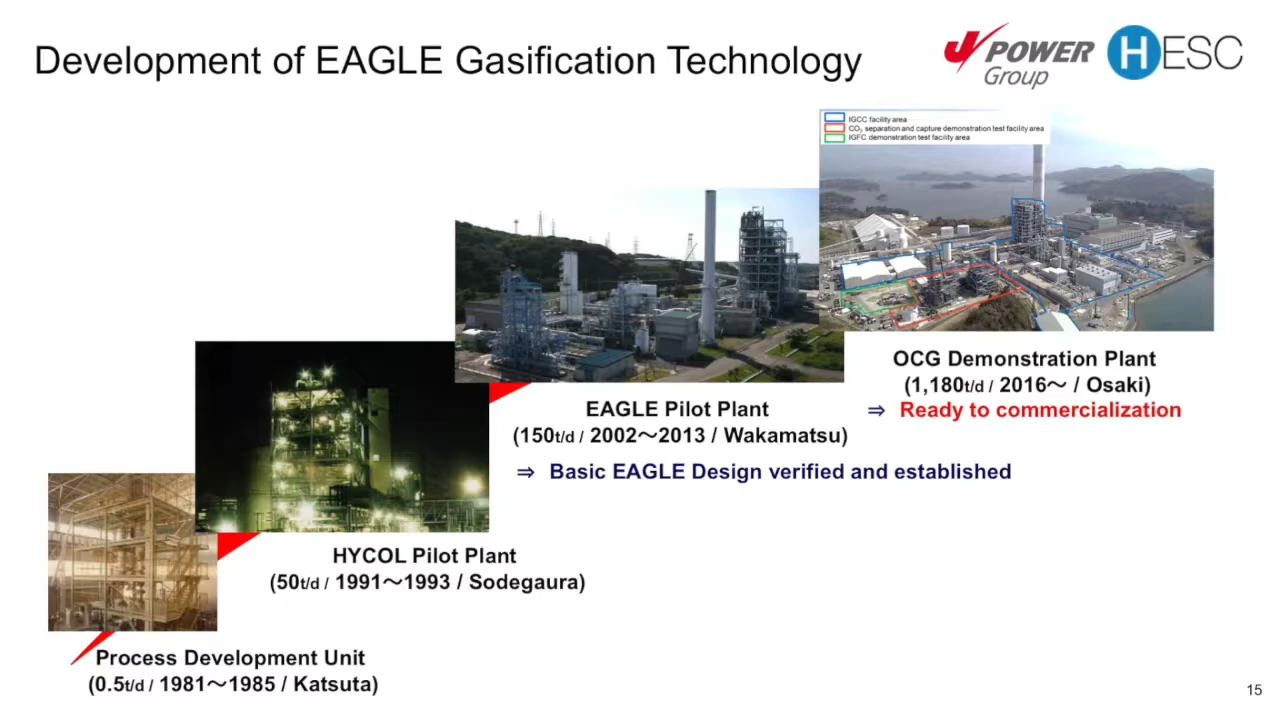 Development of EAGLE Gasification Technology
J POWER
Group
HESC
IGCC facility area
CO₂ separation and capture demonstration test facility area
IGFC demonstration test facility area
OCG Demonstration Plant
(1,180t/d / 2016～ / Osaki)
⇒ Ready to commercialization
EAGLE Pilot Plant
(150t/d / 2002～2013 / Wakamatsu)
⇒ Basic EAGLE Design verified and established
HYCOL Pilot Plant
(50t/d / 1991～1993 / Sodegaura)
Process Development Unit
(0.5t/d / 1981～1985 / Katsuta)
15